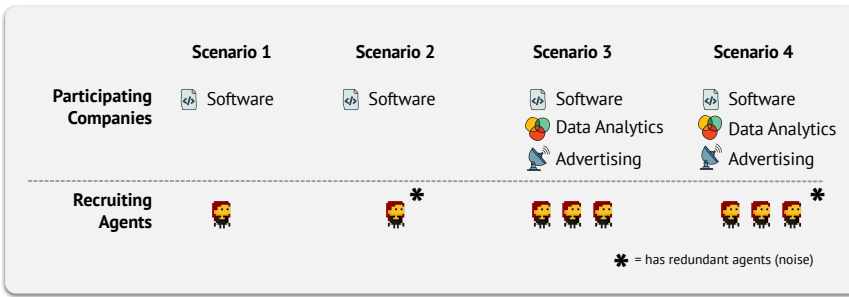 Scenario 1 Scenario 2 Scenario 3 Scenario 4
Participating Companies
</> Software </> Software </> Software </> Software
Data Analytics Data Analytics
Advertising Advertising
Recruiting Agents
* *
* = has redundant agents (noise)